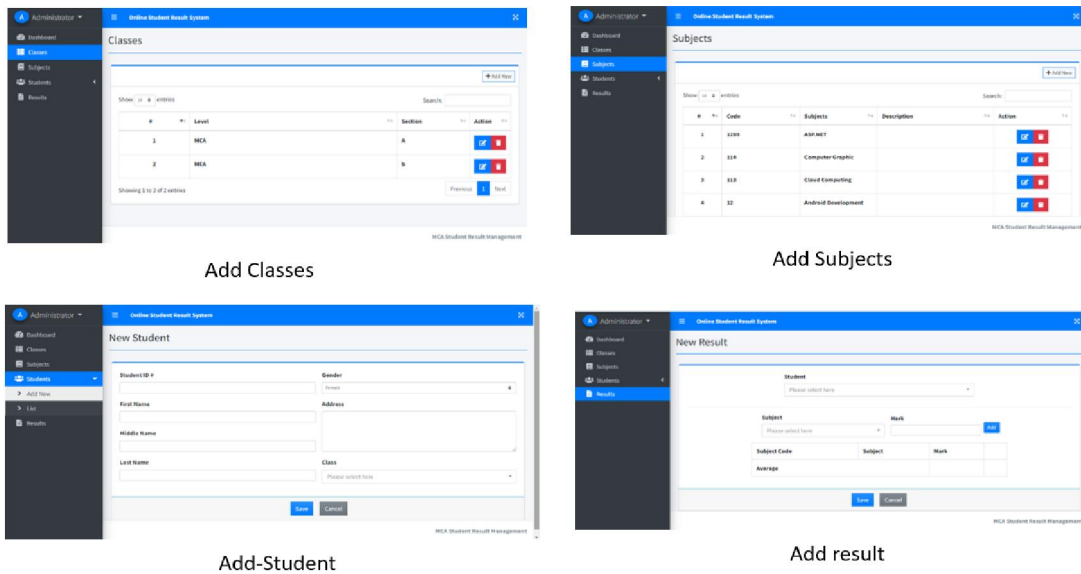 A Administrator
Online Student Result System
Dashboard
Classes
Subjects
Students
Results
Classes
Add New
Show 10 entries
Search:
# Level Section Action
1 MCA A
2 MCA b
Showing 1 to 2 of 2 entries
Previous 1 Next
MCA Student Result Management
Add Classes
A Administrator
Online Student Result System
Dashboard
Classes
Subjects
Students
Results
Subjects
Add New
Show 10 entries
Search:
# Code Subjects Description Action
1 ASP.NET
2 114 Computer Graphic
3 113 Cloud Computing
4 12 Android Development
MCA Student Result Management
Add Subjects
A Administrator
Online Student Result System
Dashboard
Classes
Subjects
Students
Add New
List
Results
New Student
Student ID # Gender
Female
First Name Address
Middle Name
Last Name Class
Please select here
Save Cancel
MCA Student Result Management
Add-Student
A Administrator
Online Student Result System
Dashboard
Classes
Subjects
Students
Results
New Result
Student
Please select here
Subject Mark
Please select here Add
Subject Code Subject Mark
Average
Save Cancel
MCA Student Result Management
Add result